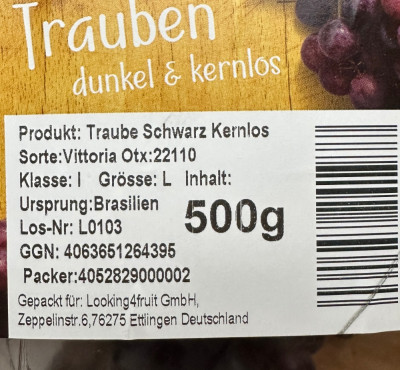 Trauben
dunkel & kernlos
Produkt: Traube Schwarz Kernlos
Sorte:Vittoria Otx:22110
Klasse: I Grösse: L Inhalt:
Ursprung:Brasilien
500g
Los-Nr: L0103
GGN: 4063651264395
Packer:4052829000002
Gepackt für: Looking4fruit GmbH,
Zeppelinstr.6,76275 Ettlingen Deutschland